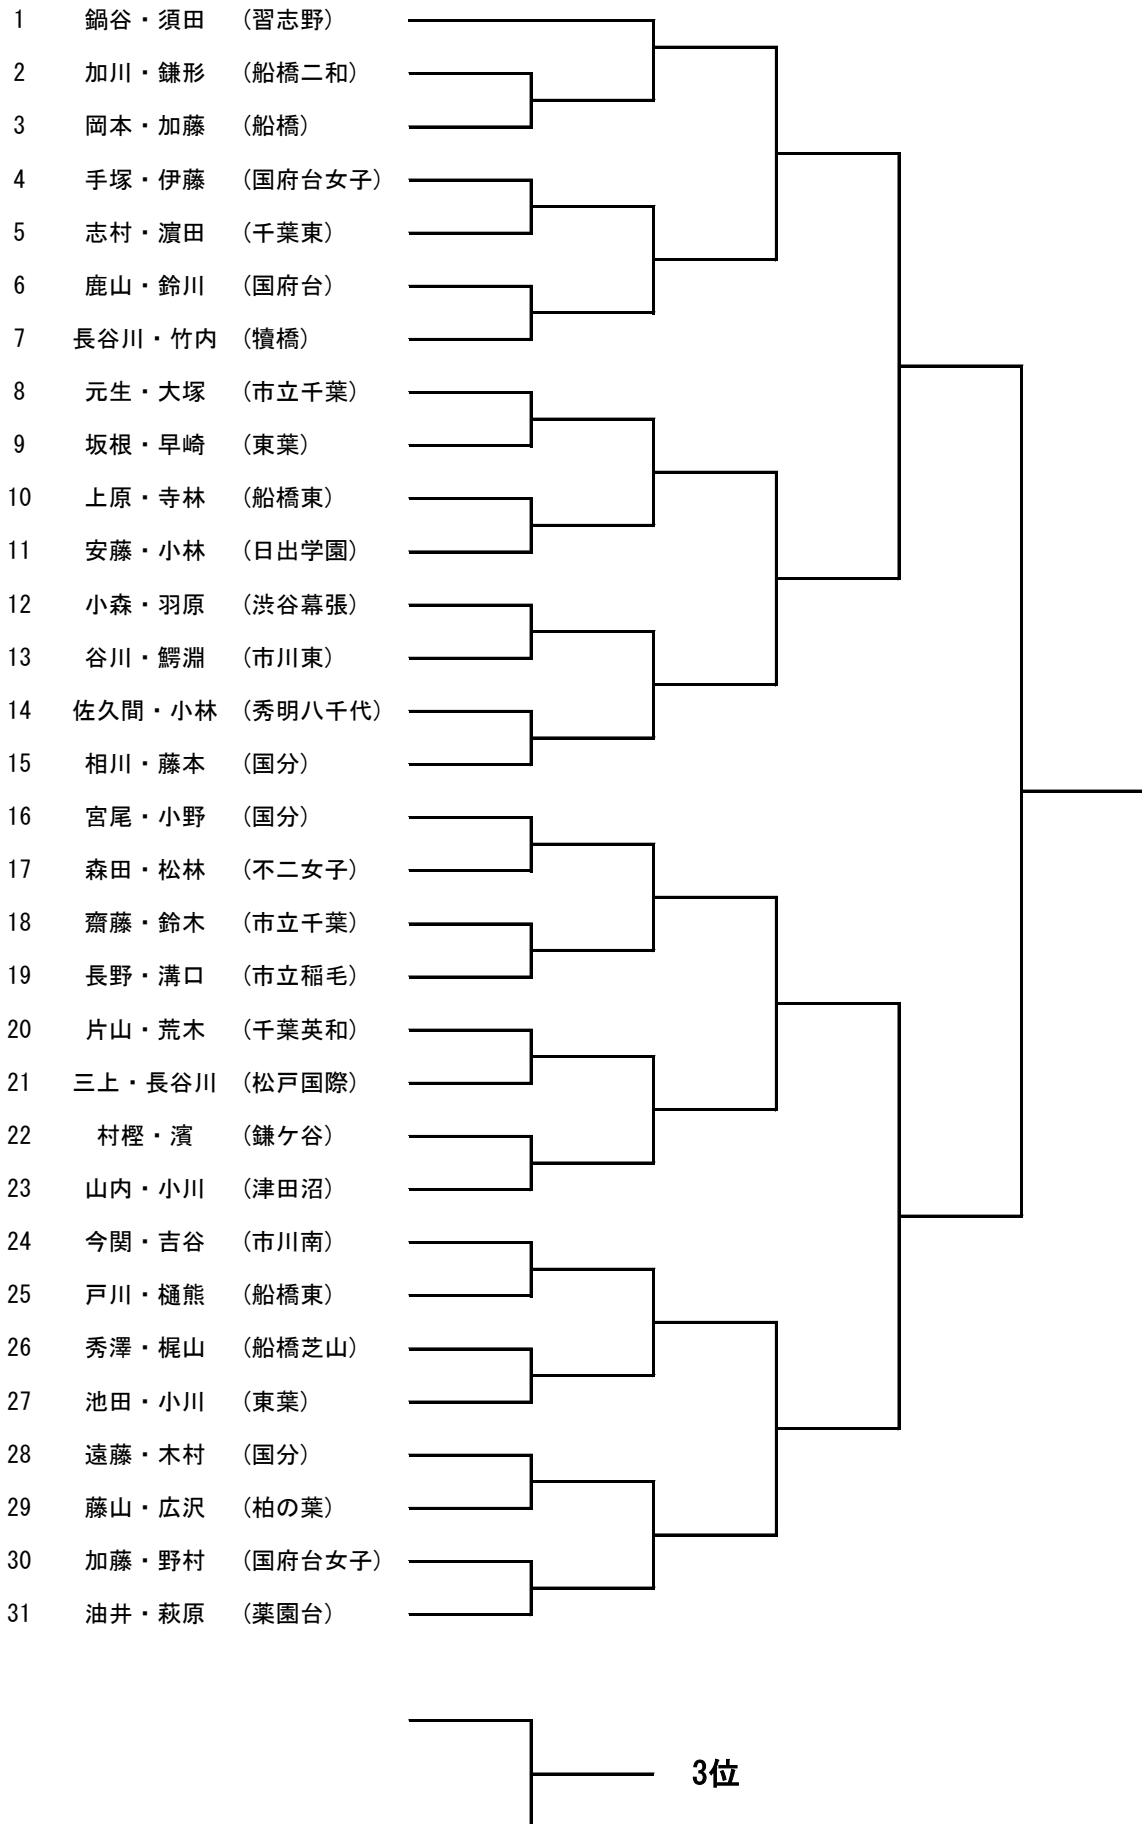 1 鍋谷・須田 (習志野)
2 加川・鎌形 (船橋二和)
3 岡本・加藤 (船橋)
4 手塚・伊藤 (国府台女子)
5 志村・濵田 (千葉東)
6 鹿山・鈴川 (国府台)
7 長谷川・竹内 (犢橋)
8 元生・大塚 (市立千葉)
9 坂根・早崎 (東葉)
10 上原・寺林 (船橋東)
11 安藤・小林 (日出学園)
12 小森・羽原 (渋谷幕張)
13 谷川・鰐淵 (市川東)
14 佐久間・小林 (秀明八千代)
15 相川・藤本 (国分)
16 宮尾・小野 (国分)
17 森田・松林 (不二女子)
18 齋藤・鈴木 (市立千葉)
19 長野・溝口 (市立稲毛)
20 片山・荒木 (千葉英和)
21 三上・長谷川 (松戸国際)
22 村樫・濱 (鎌ケ谷)
23 山内・小川 (津田沼)
24 今関・吉谷 (市川南)
25 戸川・樋熊 (船橋東)
26 秀澤・梶山 (船橋芝山)
27 池田・小川 (東葉)
28 遠藤・木村 (国分)
29 藤山・広沢 (柏の葉)
30 加藤・野村 (国府台女子)
31 油井・萩原 (薬園台)
3位